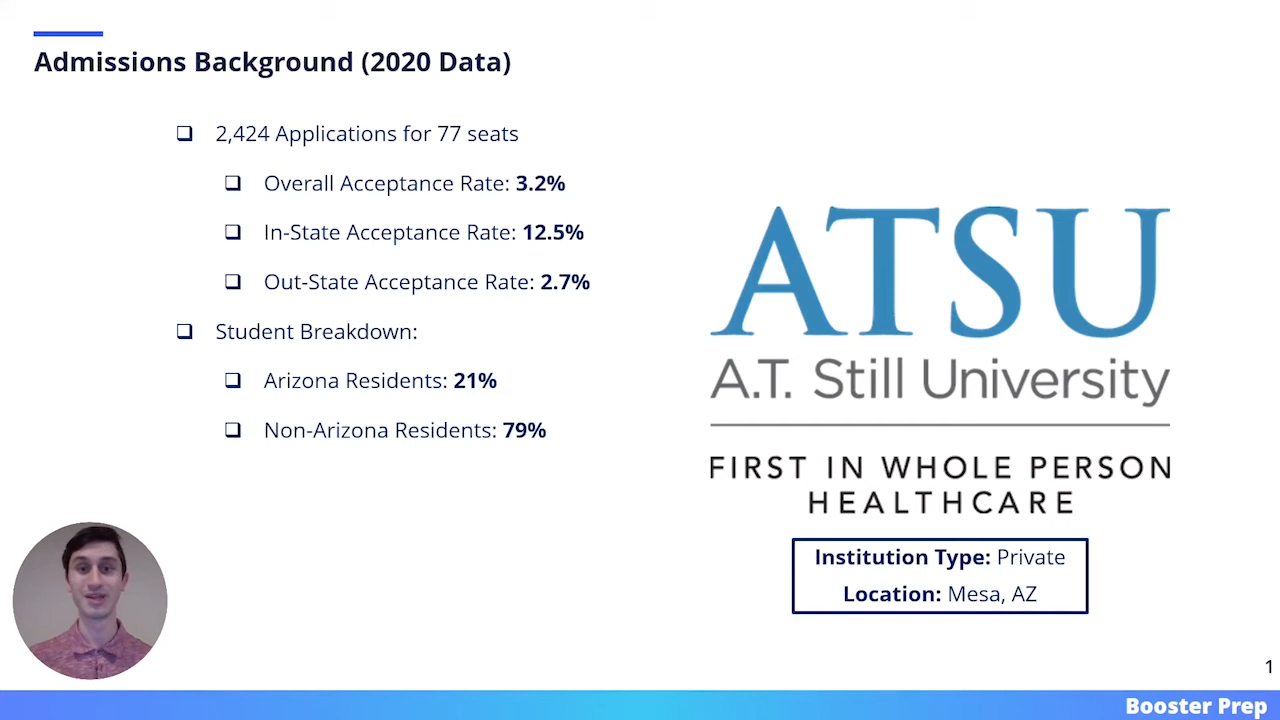 Admissions Background (2020 Data)
2,424 Applications for 77 seats
Overall Acceptance Rate: 3.2%
In-State Acceptance Rate: 12.5%
Out-State Acceptance Rate: 2.7%
Student Breakdown:
Arizona Residents: 21%
Non-Arizona Residents: 79%
ATSU
A.T. Still University
FIRST IN WHOLE PERSON
HEALTHCARE
Institution Type: Private
Location: Mesa, AZ
1
Booster Prep